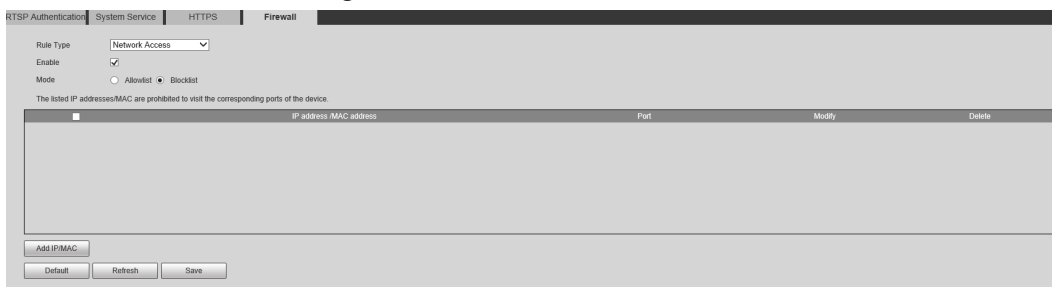 RTSP Authentication System Service HTTPS Firewall
Rule Type Network Access
Enable
Mode Allowlist Blocklist
The listed IP addresses/MAC are prohibited to visit the corresponding ports of the device.
IP address /MAC address Port Modify Delete
Add IP/MAC
Default Refresh Save